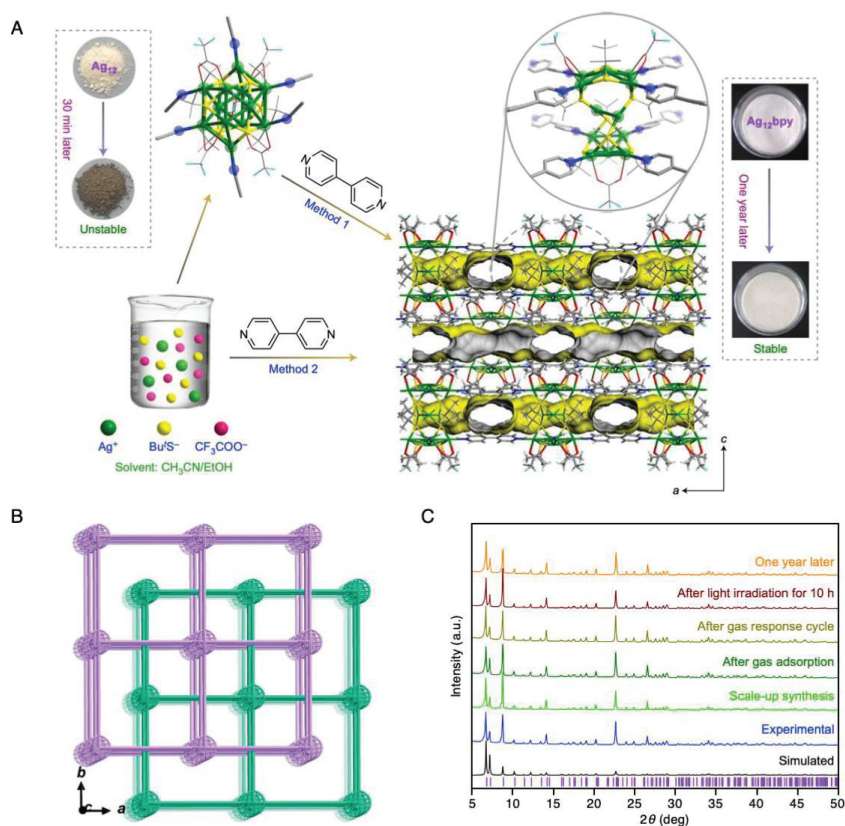 A
Ag12
30 min later
Unstable
N
N
Method 1
N
N
Method 2
Ag+
ButS–
CF3COO–
Solvent: CH3CN/EtOH
Ag12bpy
One year later
Stable
c
a
B
b
c
a
C
Intensity (a.u.)
One year later
After light irradiation for 10 h
After gas response cycle
After gas adsorption
Scale-up synthesis
Experimental
Simulated
5 10 15 20 25 30 35 40 45 50
2θ (deg)